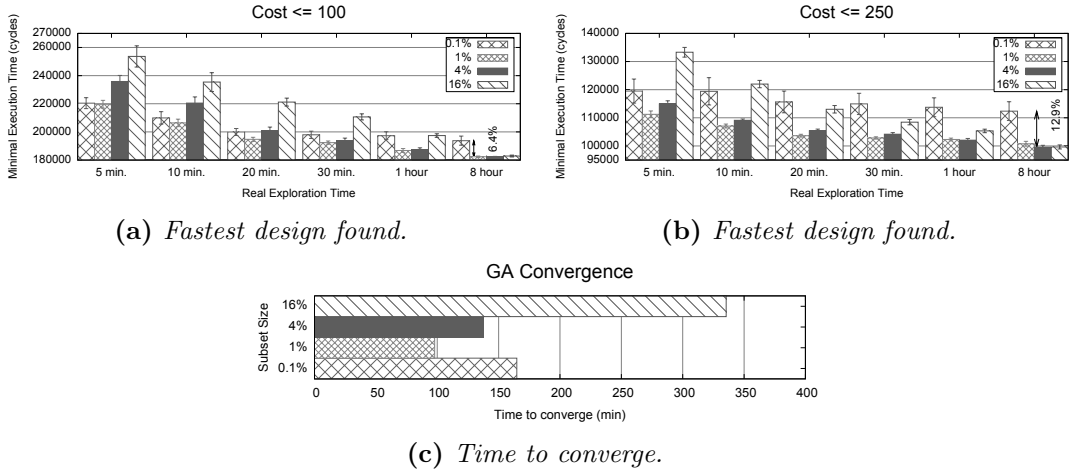 Cost <= 100
Minimal Execution Time (cycles)
270000
260000
240000
220000
200000
180000
0.1%
1%
4%
16%
6.4%
5 min.
10 min.
20 min.
30 min.
1 hour
8 hour
Real Exploration Time
(a) Fastest design found.
Cost <= 250
Minimal Execution Time (cycles)
140000
130000
120000
110000
100000
95000
0.1%
1%
4%
16%
12.9%
5 min.
10 min.
20 min.
30 min.
1 hour
8 hour
Real Exploration Time
(b) Fastest design found.
GA Convergence
Subset Size
16%
4%
1%
0.1%
0
50
100
150
200
250
300
350
400
Time to converge (min)
(c) Time to converge.